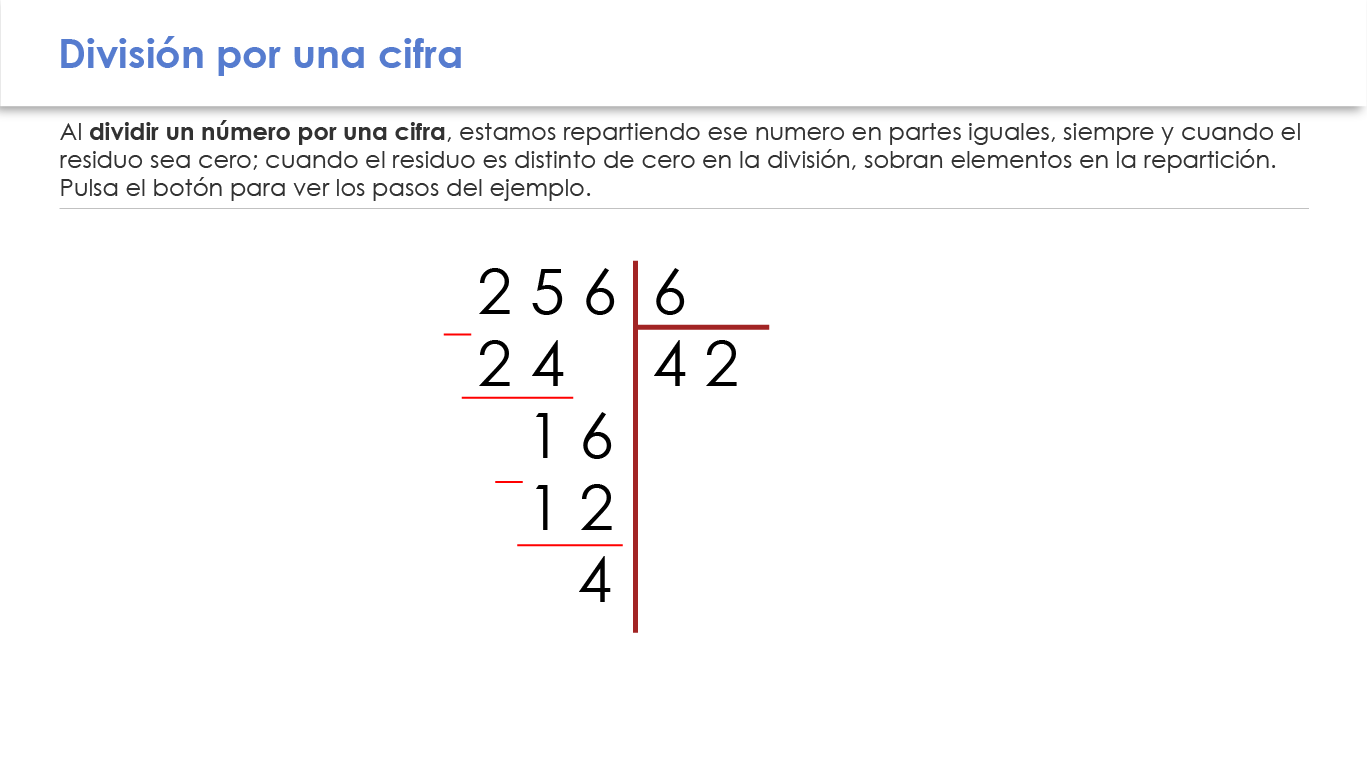 División por una cifra
Al dividir un número por una cifra, estamos repartiendo ese numero en partes iguales, siempre y cuando el
residuo sea cero; cuando el residuo es distinto de cero en la división, sobran elementos en la repartición.
Pulsa el botón para ver los pasos del ejemplo.
2 5 6 6
2 4 4 2
1 6
1 2
4